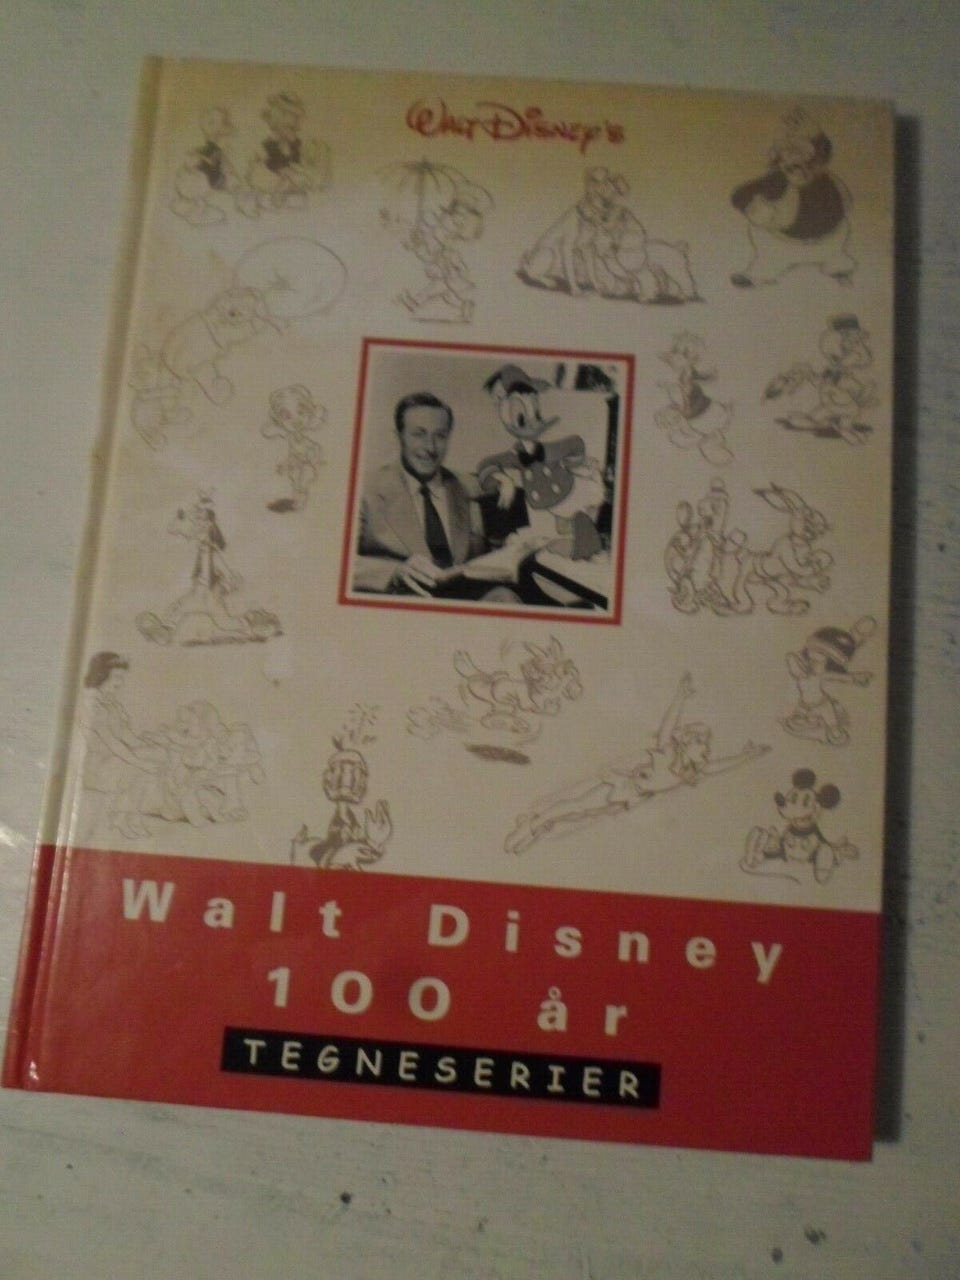 Walt Disney's
Walt Disney
100 år
TEGNESERIER